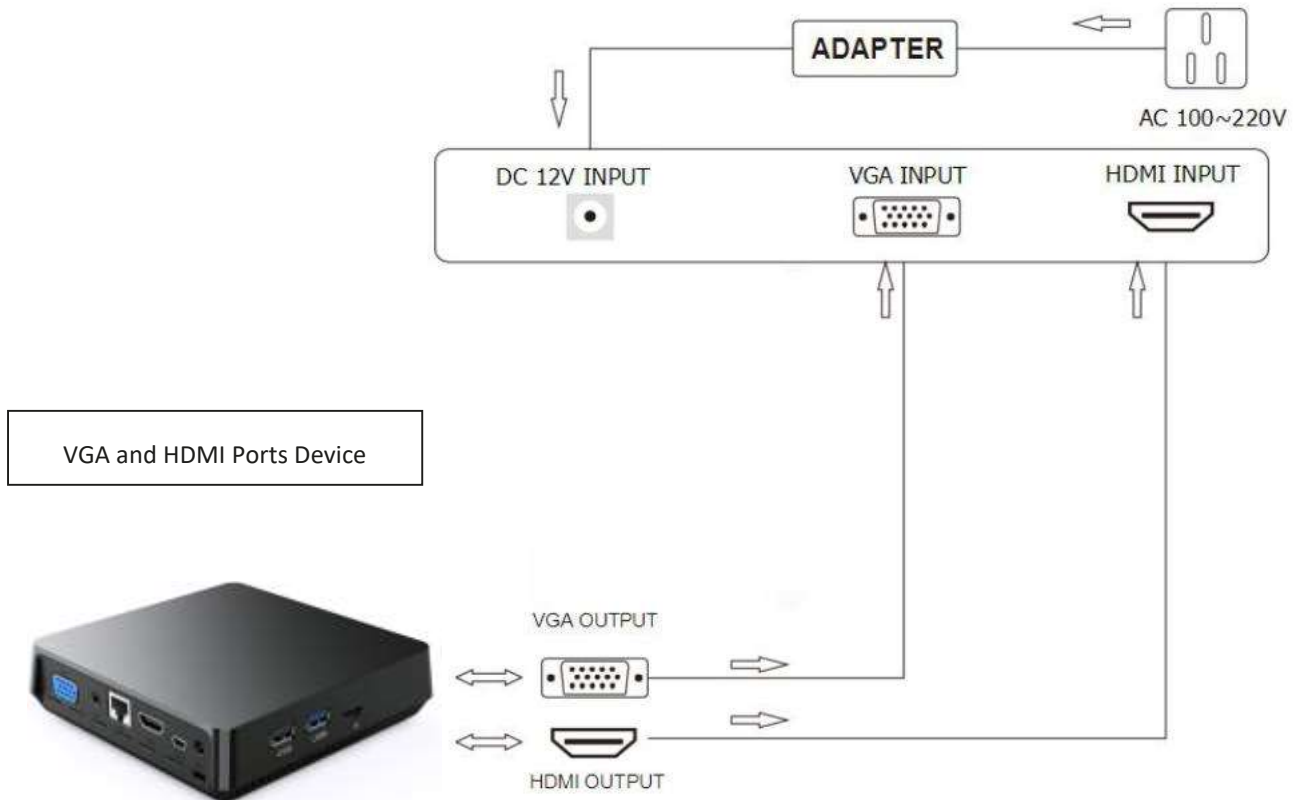 ADAPTER
AC 100~220V
DC 12V INPUT
VGA INPUT
HDMI INPUT
VGA and HDMI Ports Device
VGA OUTPUT
HDMI OUTPUT